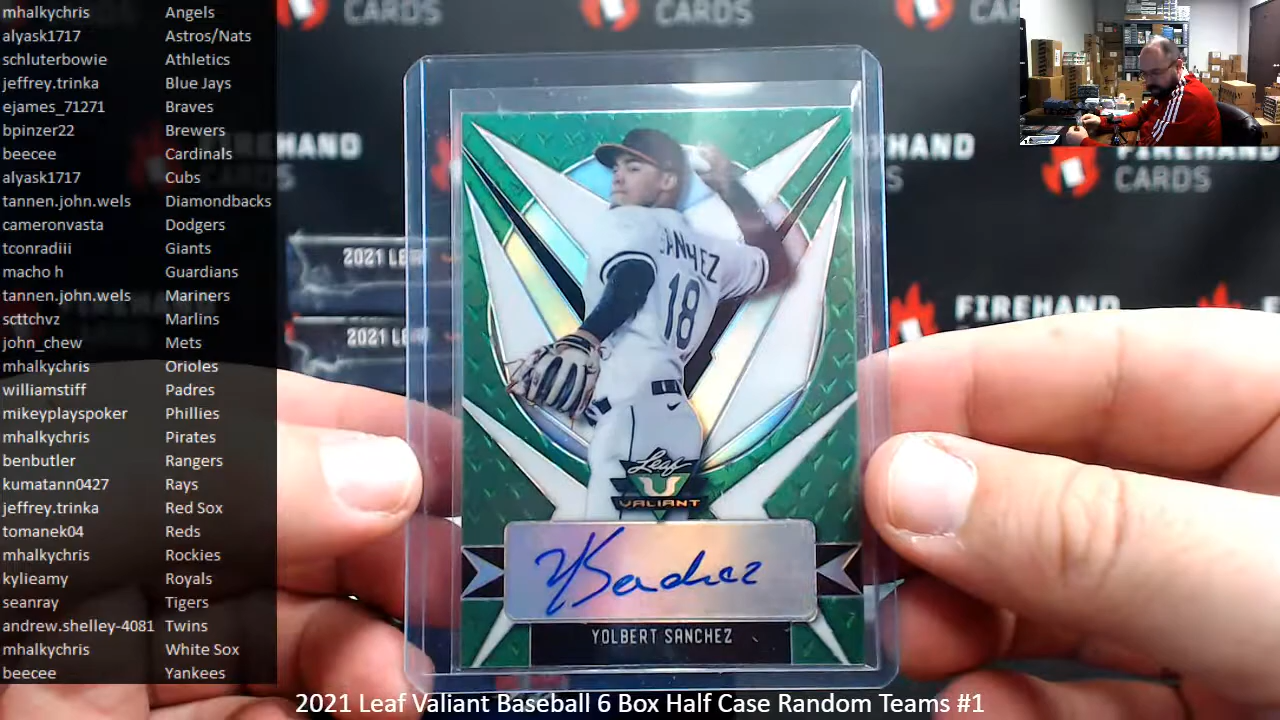 mhalkychris Angels
alyask1717 Astros/Nats
schluterbowie Athletics
jeffrey.trinka Blue Jays
ejames_71271 Braves
bpinzer22 Brewers
beecee Cardinals
alyask1717 Cubs
tannen.john.wels Diamondbacks
cameronvasta Dodgers
tconradiii Giants
macho h Guardians
tannen.john.wels Mariners
scttchvz Marlins
john_chew Mets
mhalkychris Orioles
williamstiff Padres
mikeyplayspoker Phillies
mhalkychris Pirates
benbutler Rangers
kumatann0427 Rays
jeffrey.trinka Red Sox
tomanek04 Reds
mhalkychris Rockies
kylieamy Royals
seanray Tigers
andrew.shelley-4081 Twins
mhalkychris White Sox
beecee Yankees
CARDS
CARDS
FIREHAND
CARDS
FIREHAND
2021 LEAF
2021 LEAF
SANCHEZ
18
Leaf
VALIANT
Y Sanchez
YOLBERT SANCHEZ
2021 Leaf Valiant Baseball 6 Box Half Case Random Teams #1